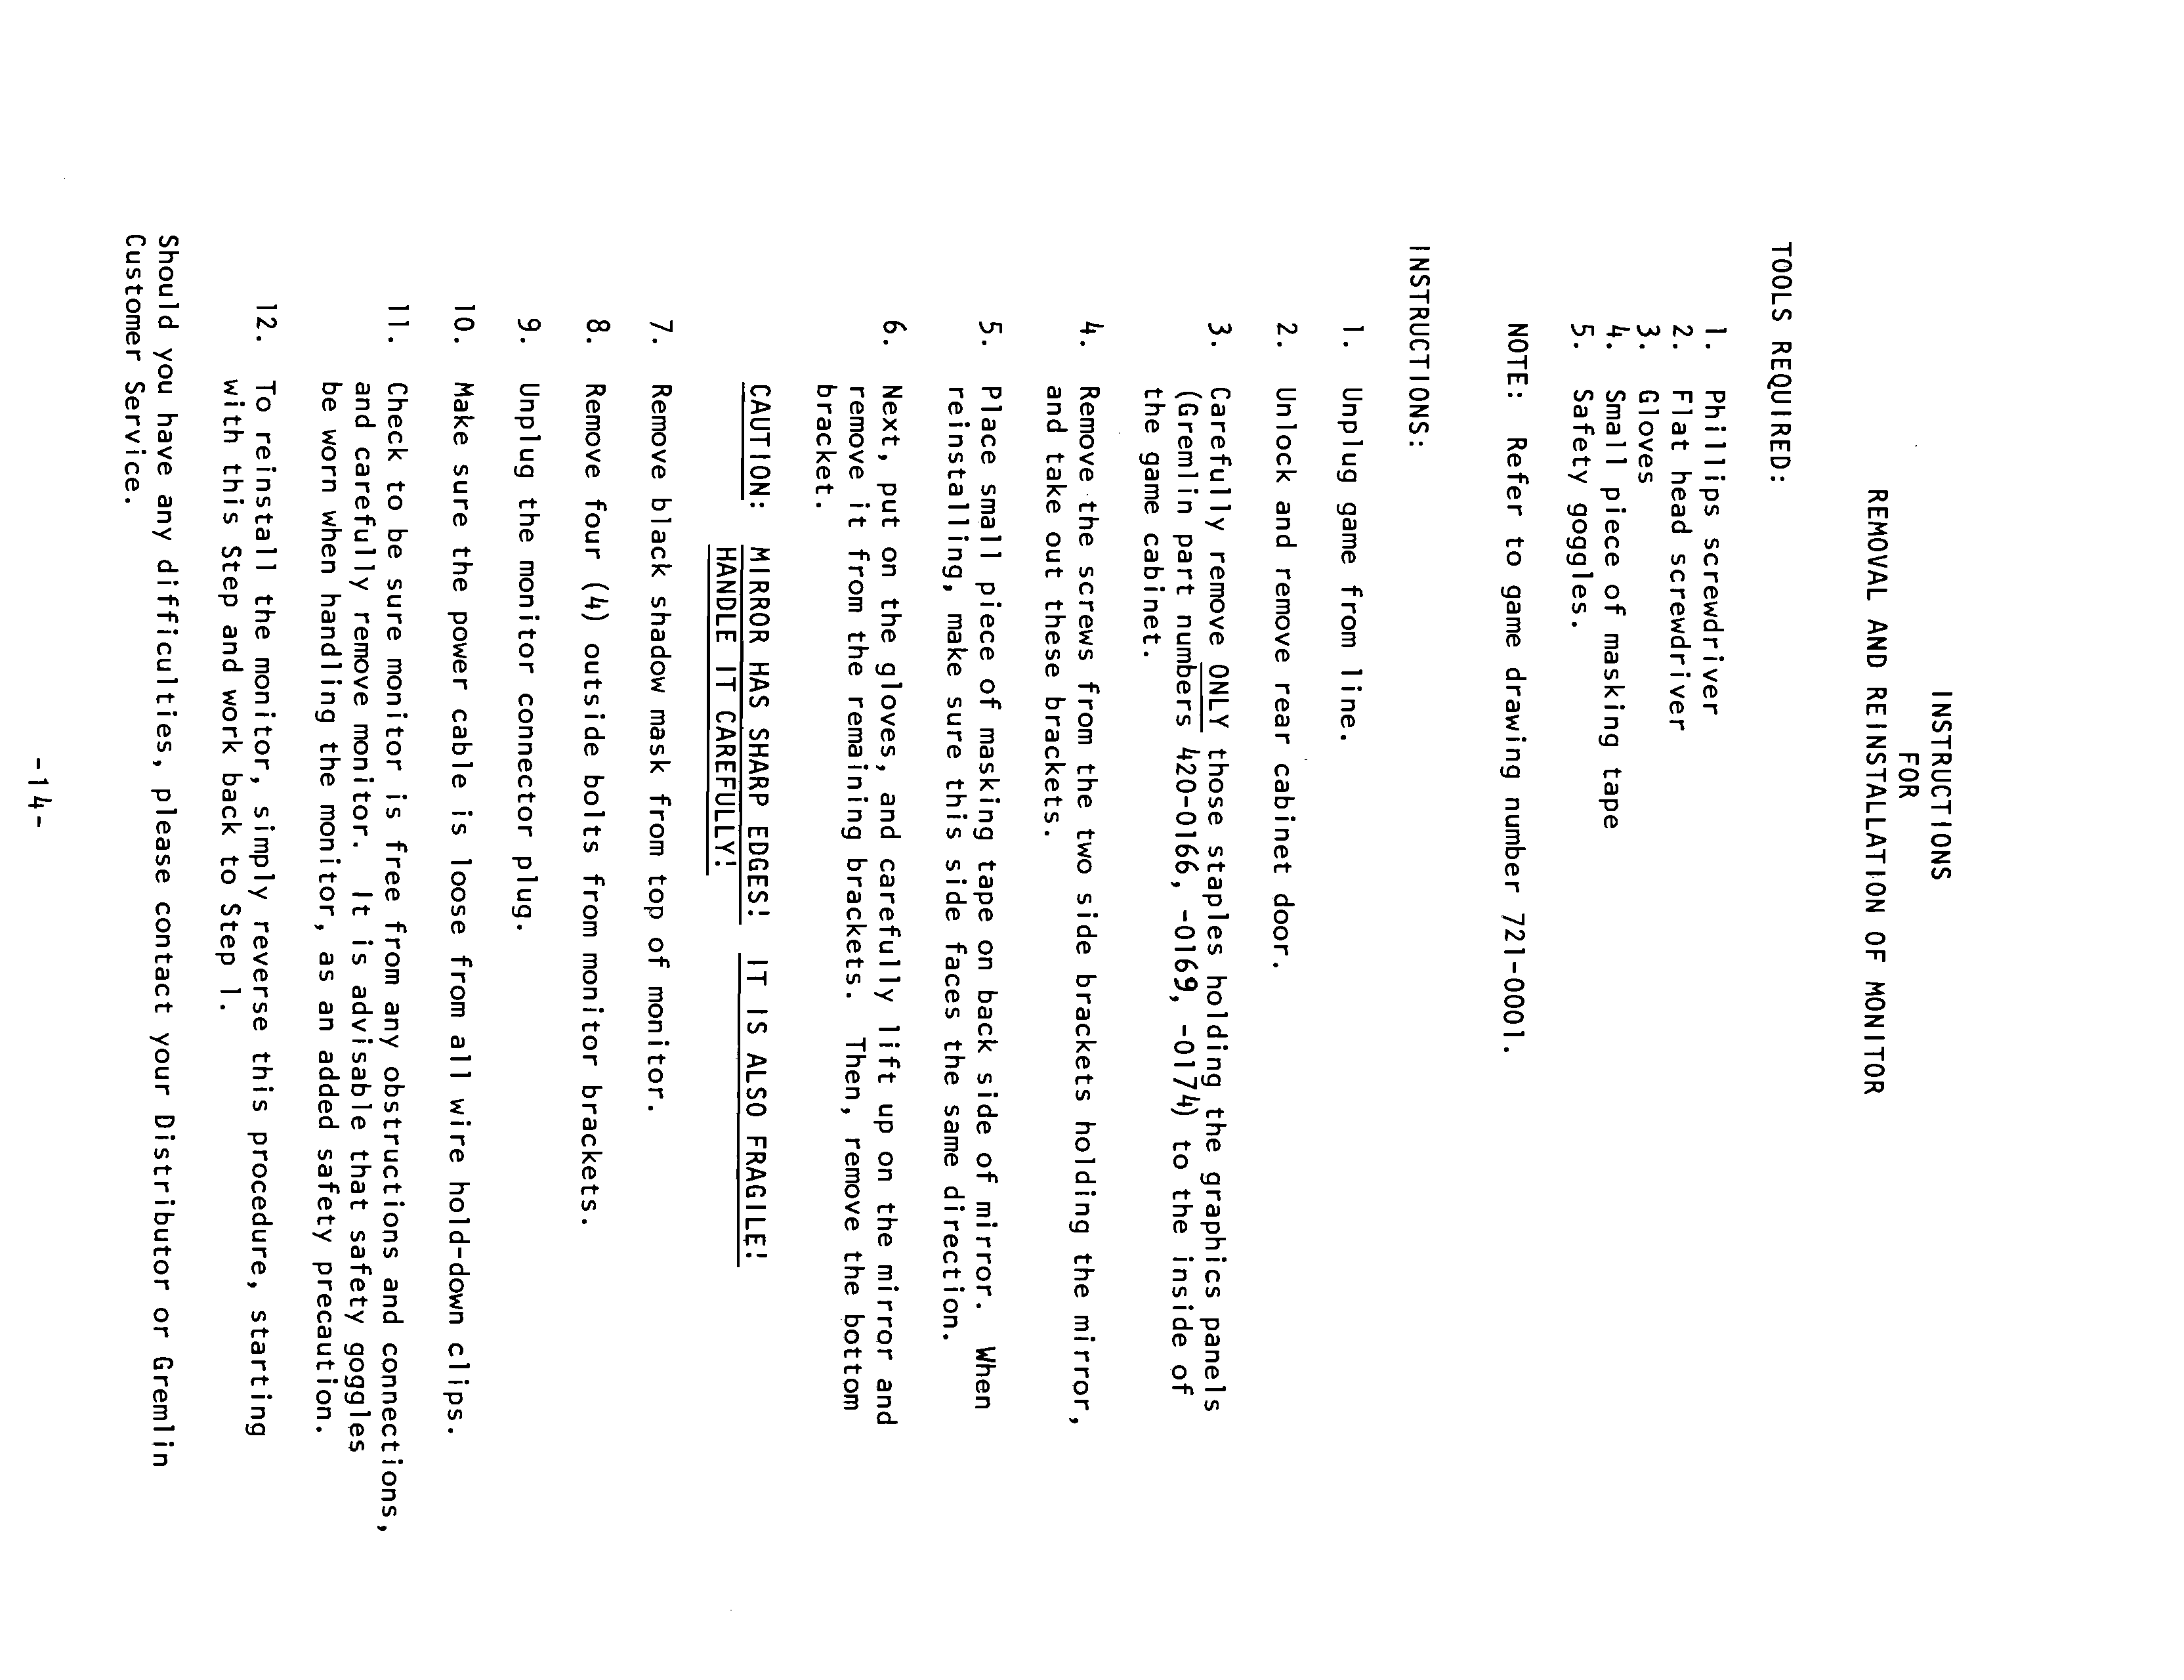 INSTRUCTIONS
FOR
REMOVAL AND REINSTALLATION OF MONITOR
TOOLS REQUIRED:
1. Phillips screwdriver
2. Flat head screwdriver
3. Gloves
4. Small piece of masking tape
5. Safety goggles.
NOTE: Refer to game drawing number 721-0001.
INSTRUCTIONS:
1. Unplug game from line.
2. Unlock and remove rear cabinet door.
3. Carefully remove ONLY those staples holding the graphics panels
(Gremlin part numbers 420-0166, -0169, -0174) to the inside of
the game cabinet.
4. Remove the screws from the two side brackets holding the mirror,
and take out these brackets.
5. Place small piece of masking tape on back side of mirror. When
reinstalling, make sure this side faces the same direction.
6. Next, put on the gloves, and carefully lift up on the mirror and
remove it from the remaining brackets. Then, remove the bottom
bracket.
CAUTION: MIRROR HAS SHARP EDGES! IT IS ALSO FRAGILE!
HANDLE IT CAREFULLY!
7. Remove black shadow mask from top of monitor.
8. Remove four (4) outside bolts from monitor brackets.
9. Unplug the monitor connector plug.
10. Make sure the power cable is loose from all wire hold-down clips.
11. Check to be sure monitor is free from any obstructions and connections,
and carefully remove monitor. It is advisable that safety goggles
be worn when handling the monitor, as an added safety precaution.
12. To reinstall the monitor, simply reverse this procedure, starting
with this Step and work back to Step 1.
Should you have any difficulties, please contact your Distributor or Gremlin
Customer Service.
-14-